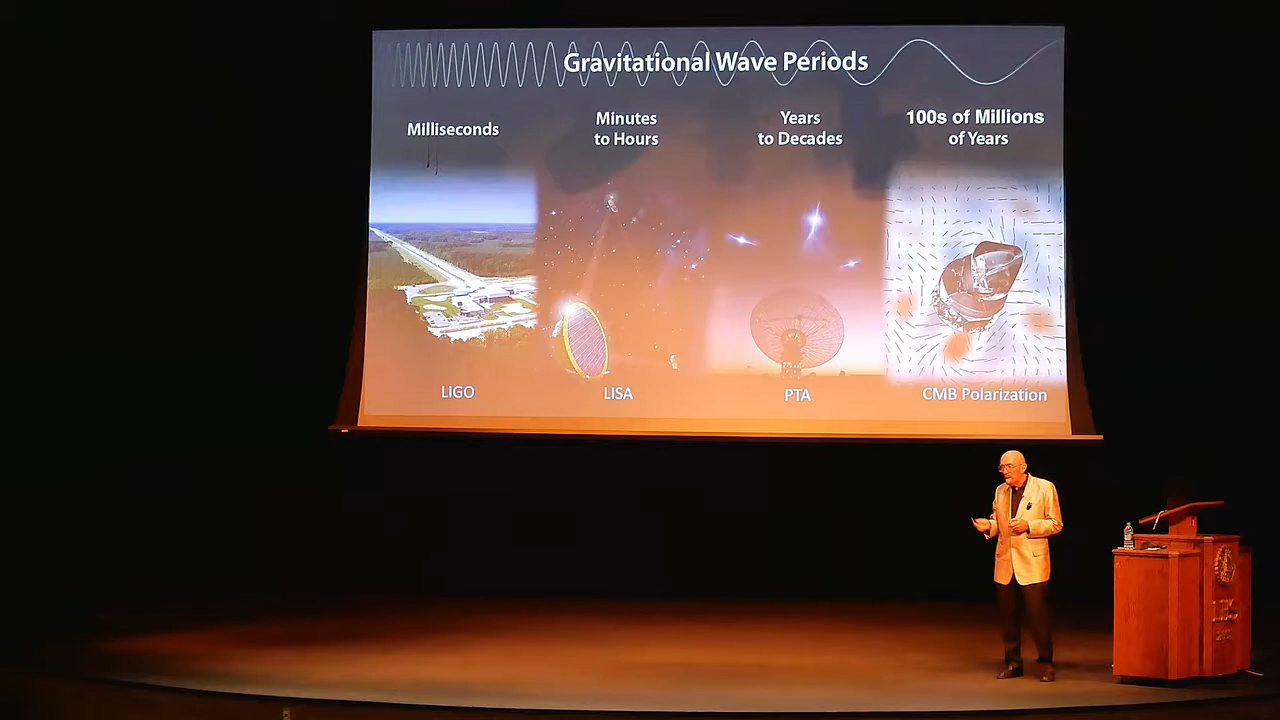 Gravitational Wave Periods
Milliseconds
Minutes
to Hours
Years
to Decades
100s of Millions
of Years
LIGO
LISA
PTA
CMB Polarization